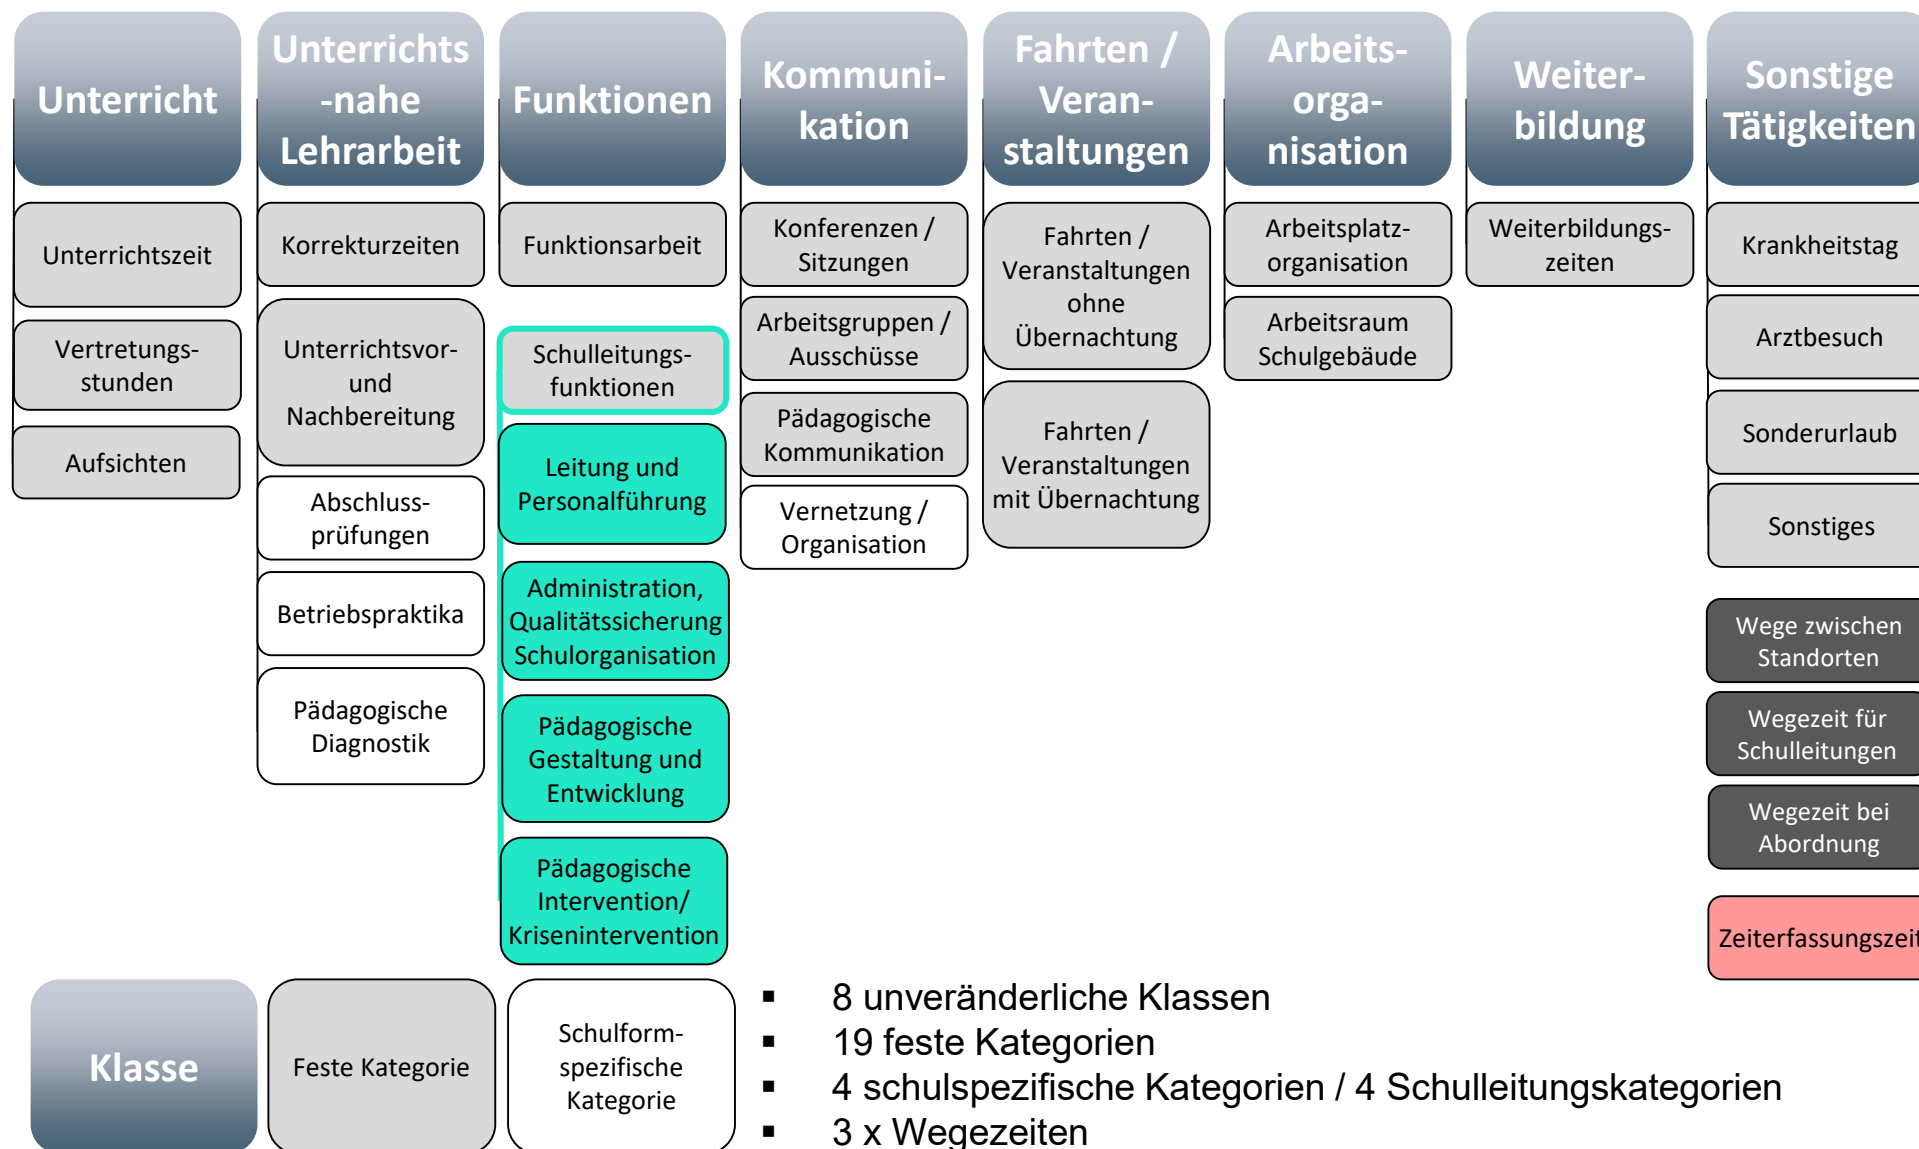 Unterricht
Unterrichts
-nahe
Lehrarbeit
Funktionen
Kommuni-
kation
Fahrten /
Veran-
staltungen
Arbeits-
orga-
nisation
Weiter-
bildung
Sonstige
Tätigkeiten
Unterrichtszeit
Vertretungs-
stunden
Aufsichten
Korrekturzeiten
Unterrichtsvor-
und
Nachbereitung
Abschluss-
prüfungen
Betriebspraktika
Pädagogische
Diagnostik
Funktionsarbeit
Schulleitungs-
funktionen
Leitung und
Personalführung
Administration,
Qualitätssicherung
Schulorganisation
Pädagogische
Gestaltung und
Entwicklung
Pädagogische
Intervention/
Krisenintervention
Konferenzen /
Sitzungen
Arbeitsgruppen /
Ausschüsse
Pädagogische
Kommunikation
Vernetzung /
Organisation
Fahrten /
Veranstaltungen
ohne
Übernachtung
Fahrten /
Veranstaltungen
mit Übernachtung
Arbeitsplatz-
organisation
Arbeitsraum
Schulgebäude
Weiterbildungs-
zeiten
Krankheitstag
Arztbesuch
Sonderurlaub
Sonstiges
Wege zwischen
Standorten
Wegezeit für
Schulleitungen
Wegezeit bei
Abordnung
Zeiterfassungszeit
Klasse
Feste Kategorie
Schulform-
spezifische
Kategorie
▪ 8 unveränderliche Klassen
▪ 19 feste Kategorien
▪ 4 schulspezifische Kategorien / 4 Schulleitungskategorien
▪ 3 x Wegezeiten